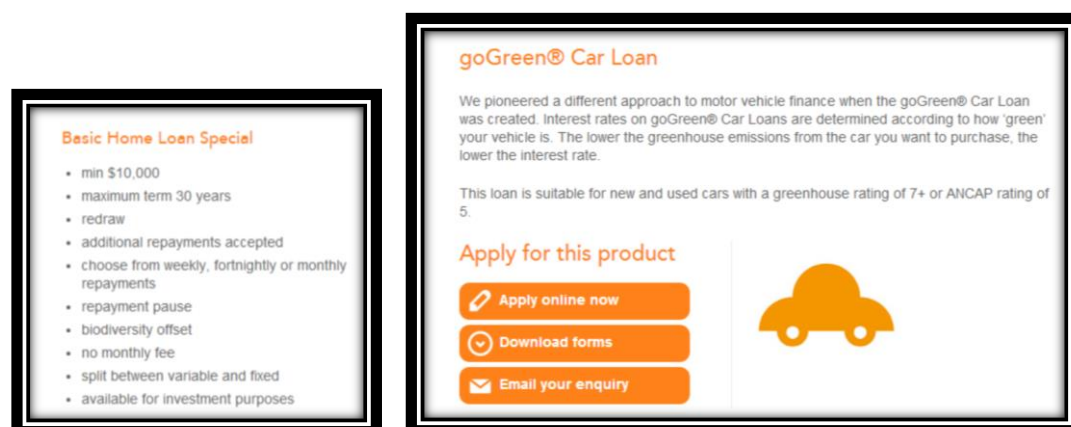 Basic Home Loan Special
• min $10,000
• maximum term 30 years
• redraw
• additional repayments accepted
• choose from weekly, fortnightly or monthly
repayments
• repayment pause
• biodiversity offset
• no monthly fee
• split between variable and fixed
• available for investment purposes
goGreen® Car Loan
We pioneered a different approach to motor vehicle finance when the goGreen® Car Loan
was created. Interest rates on goGreen® Car Loans are determined according to how ‘green’
your vehicle is. The lower the greenhouse emissions from the car you want to purchase, the
lower the interest rate.
This loan is suitable for new and used cars with a greenhouse rating of 7+ or ANCAP rating of
5.
Apply for this product
Apply online now
Download forms
Email your enquiry